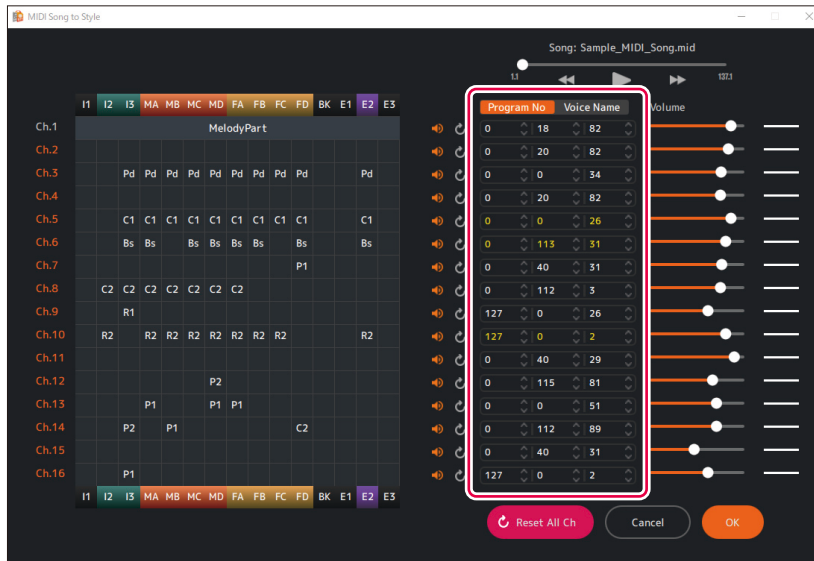 MIDI Song to Style
Song: Sample_MIDI_Song.mid
1.1 137.1
I1 I2 I3 MA MB MC MD FA FB FC FD BK E1 E2 E3 Program No Voice Name Volume
Ch.1 MelodyPart 0 18 82
Ch.2 0 20 82
Ch.3 Pd Pd Pd Pd Pd Pd Pd Pd Pd Pd 0 0 34
Ch.4 0 20 82
Ch.5 C1 C1 C1 C1 C1 C1 C1 C1 C1 C1 0 0 26
Ch.6 Bs Bs Bs Bs Bs Bs Bs Bs 0 113 31
Ch.7 P1 0 40 31
Ch.8 C2 C2 C2 C2 C2 C2 C2 0 112 3
Ch.9 R1 127 0 26
Ch.10 R2 R2 R2 R2 R2 R2 R2 R2 R2 127 0 2
Ch.11 0 40 29
Ch.12 P2 0 115 81
Ch.13 P1 P1 P1 0 0 51
Ch.14 P2 P1 C2 0 112 89
Ch.15 0 40 31
Ch.16 P1 127 0 2
I1 I2 I3 MA MB MC MD FA FB FC FD BK E1 E2 E3
Reset All Ch Cancel OK